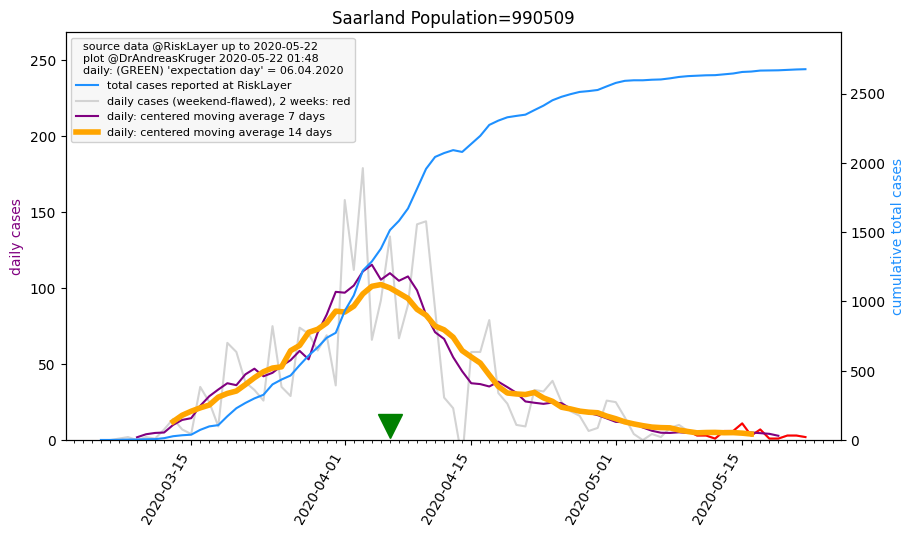 Saarland Population=990509
source data @RiskLayer up to 2020-05-22
plot @DrAndreasKruger 2020-05-22 01:48
daily: (GREEN) 'expectation day' = 06.04.2020
total cases reported at RiskLayer
daily cases (weekend-flawed), 2 weeks: red
daily: centered moving average 7 days
daily: centered moving average 14 days
daily cases
250
200
150
100
50
0
cumulative total cases
2500
2000
1500
1000
500
0
2020-03-15
2020-04-01
2020-04-15
2020-05-01
2020-05-15